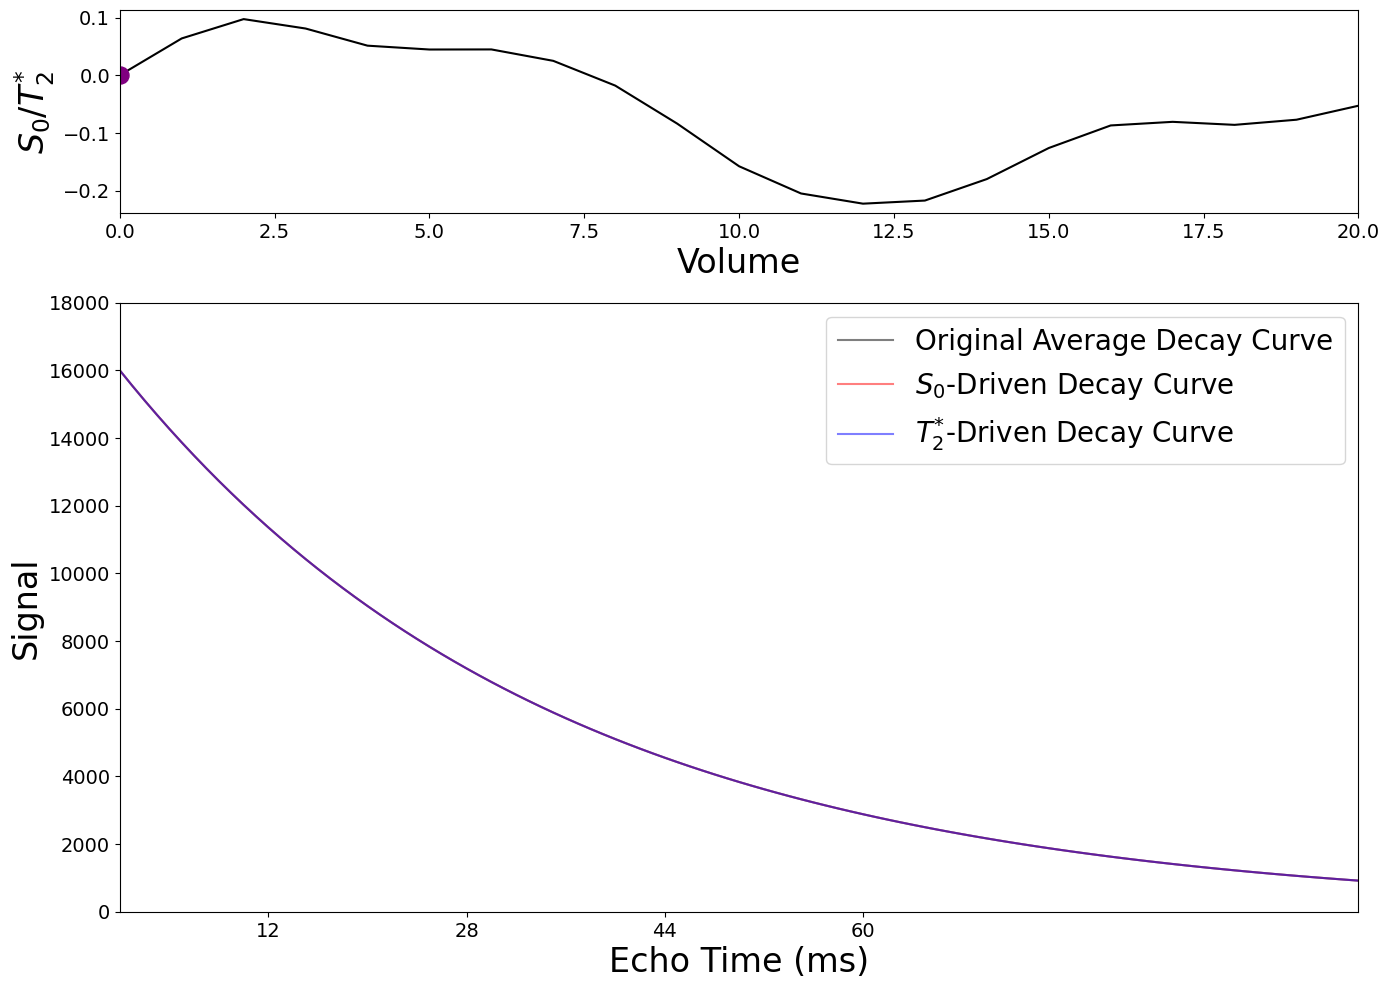 0.1
0.0
−0.1
−0.2
S₀/T₂*
0.0 2.5 5.0 7.5 10.0 12.5 15.0 17.5 20.0
Volume
18000
16000
14000
12000
10000
8000
6000
4000
2000
0
Signal
Original Average Decay Curve
S₀-Driven Decay Curve
T₂*-Driven Decay Curve
12 28 44 60
Echo Time (ms)